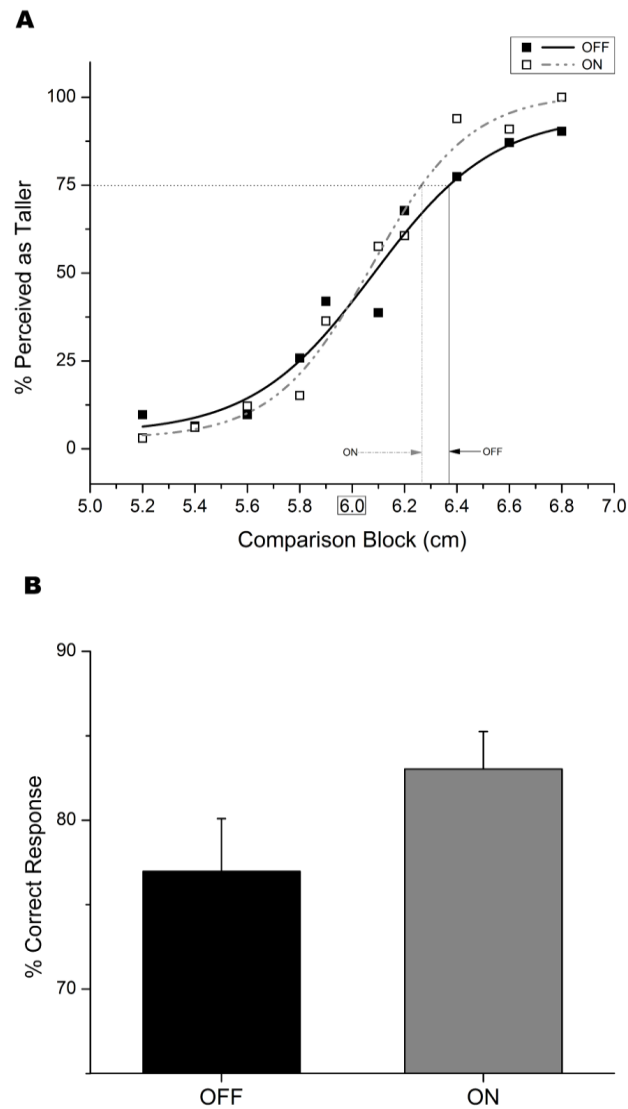 A
OFF
ON
% Perceived as Taller
100
75
50
25
0
ON
OFF
5.0 5.2 5.4 5.6 5.8 6.0 6.2 6.4 6.6 6.8 7.0
Comparison Block (cm)
B
% Correct Response
90
80
70
OFF ON